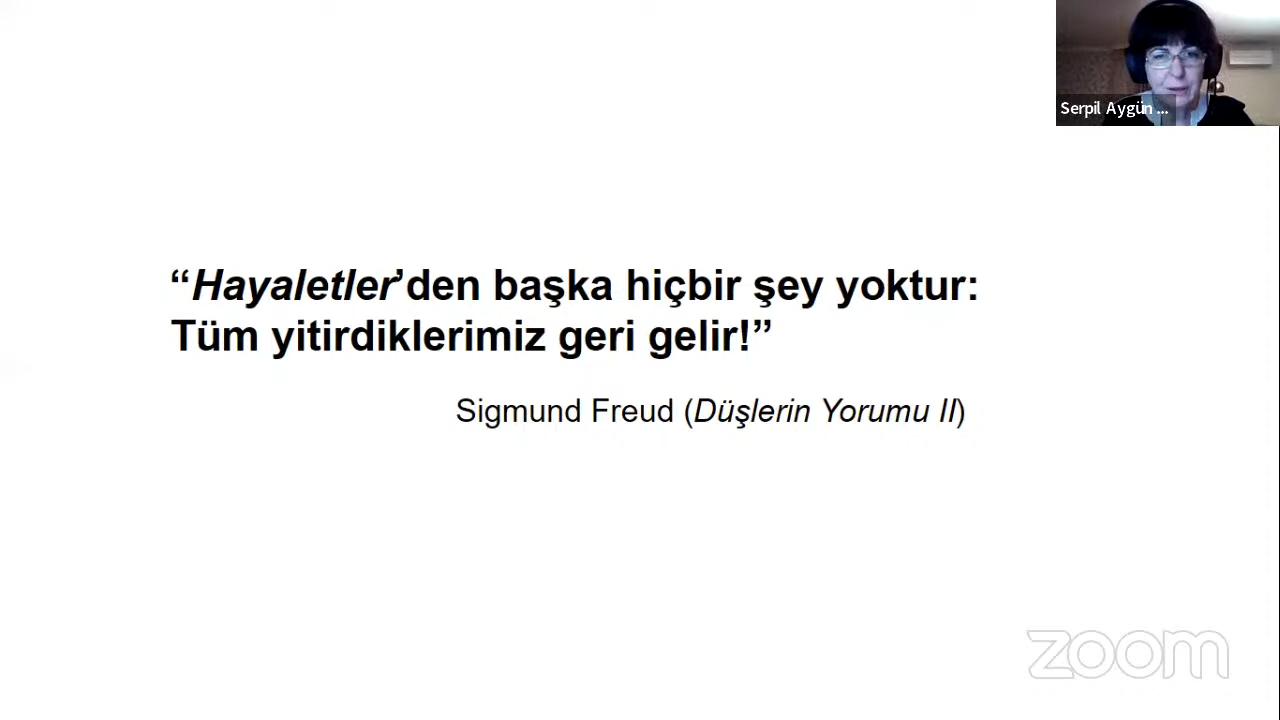 Serpil Aygün ...
“Hayaletler’den başka hiçbir şey yoktur:
Tüm yitirdiklerimiz geri gelir!”
Sigmund Freud (Düşlerin Yorumu II)
zoom